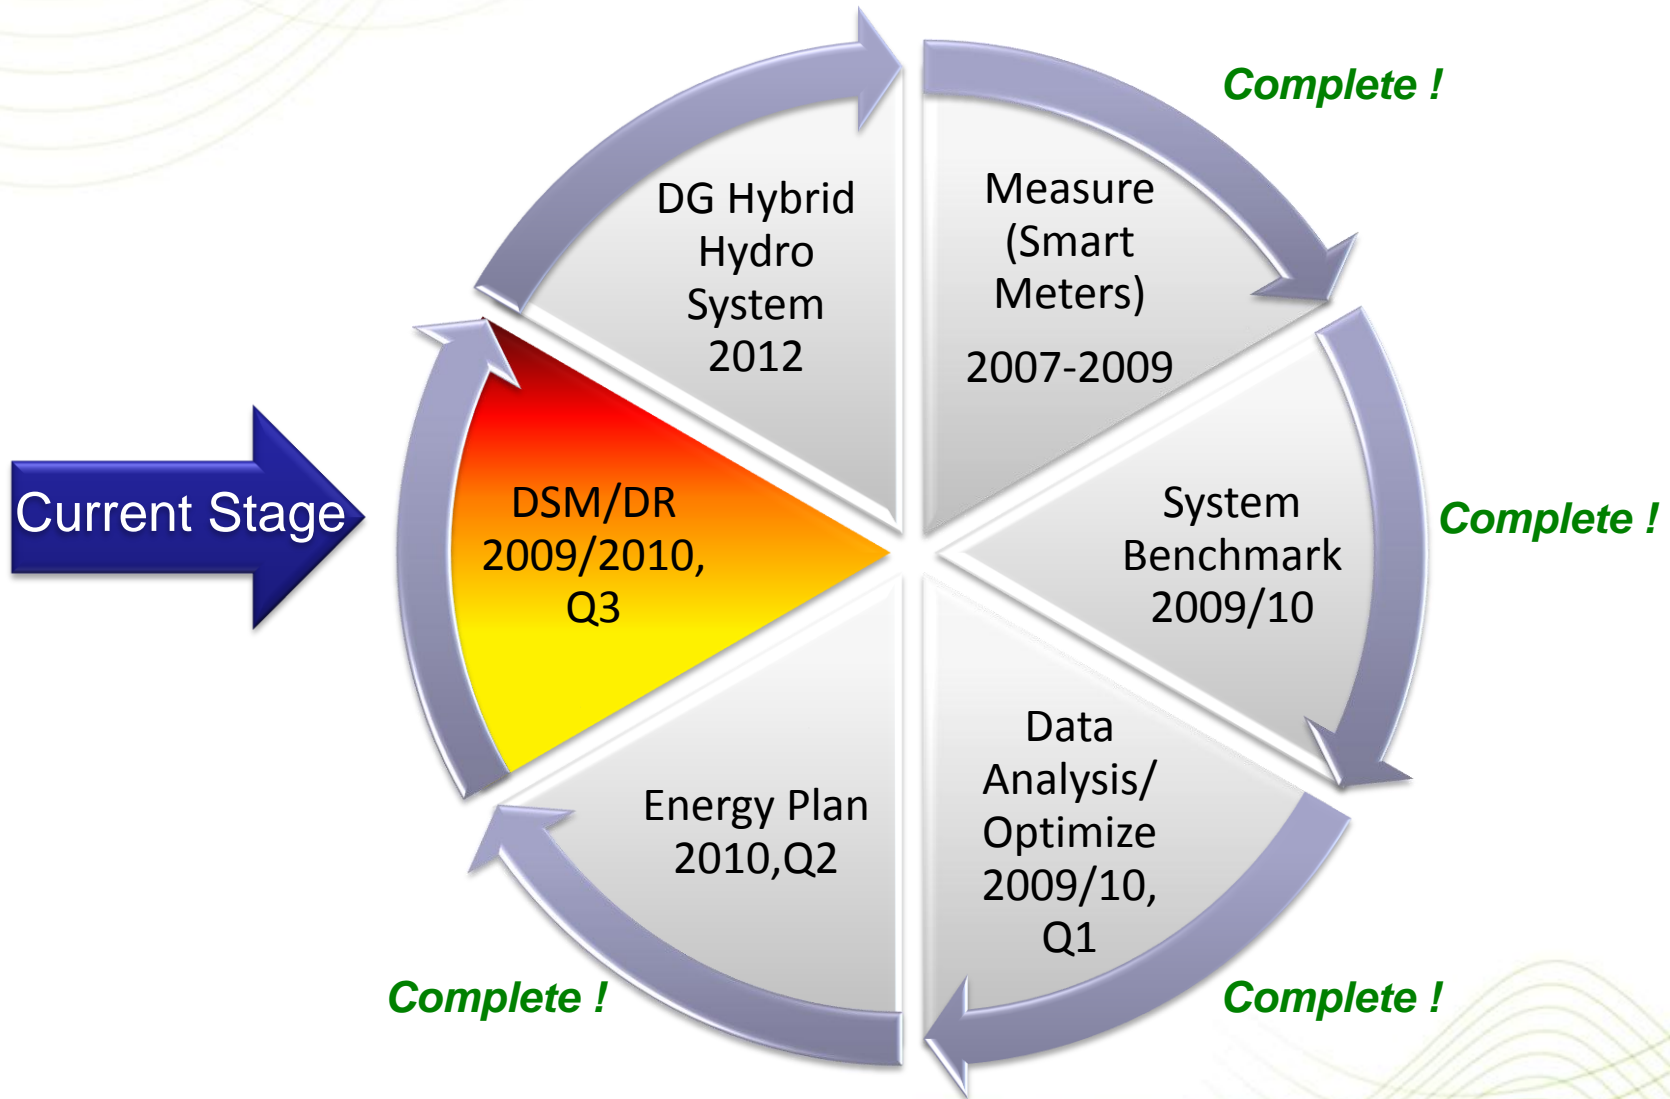 Complete !
Measure
(Smart
Meters)
2007-2009
System
Benchmark
2009/10
Complete !
Data
Analysis/
Optimize
2009/10,
Q1
Complete !
Energy Plan
2010,Q2
Complete !
Current Stage
DSM/DR
2009/2010,
Q3
DG Hybrid
Hydro
System
2012